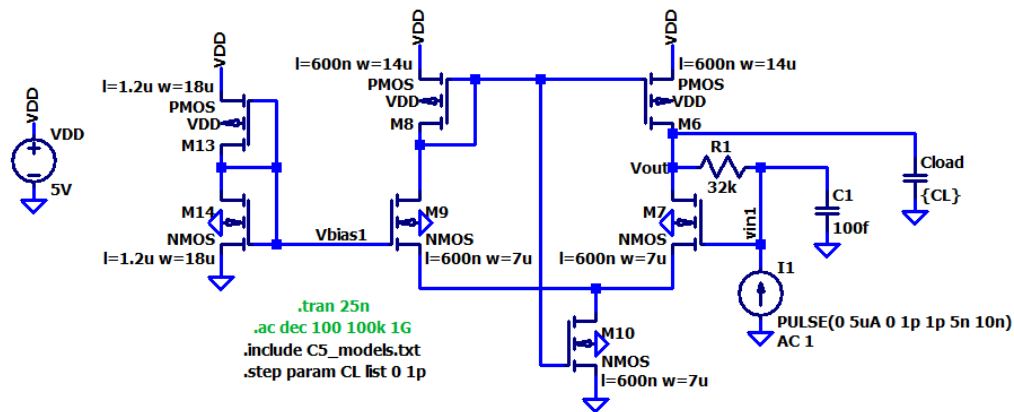 VDD
VDD
5V
VDD
l=1.2u w=18u
PMOS
VDD
M13
M14
NMOS
l=1.2u w=18u
Vbias1
VDD
l=600n w=14u
PMOS
VDD
M8
M9
NMOS
l=600n w=7u
VDD
l=600n w=14u
PMOS
VDD
M6
Vout
R1
32k
M7
NMOS
l=600n w=7u
M10
NMOS
l=600n w=7u
vin1
C1
100f
Cload
{CL}
I1
PULSE(0 5uA 0 1p 1p 5n 10n)
AC 1
.tran 25n
.ac dec 100 100k 1G
.include C5_models.txt
.step param CL list 0 1p